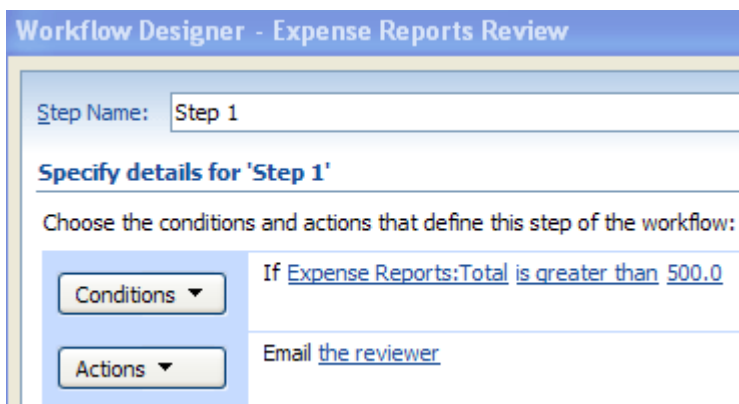 Workflow Designer - Expense Reports Review
Step Name: Step 1
Specify details for 'Step 1'
Choose the conditions and actions that define this step of the workflow:
Conditions
If Expense Reports:Total is greater than 500.0
Actions
Email the reviewer